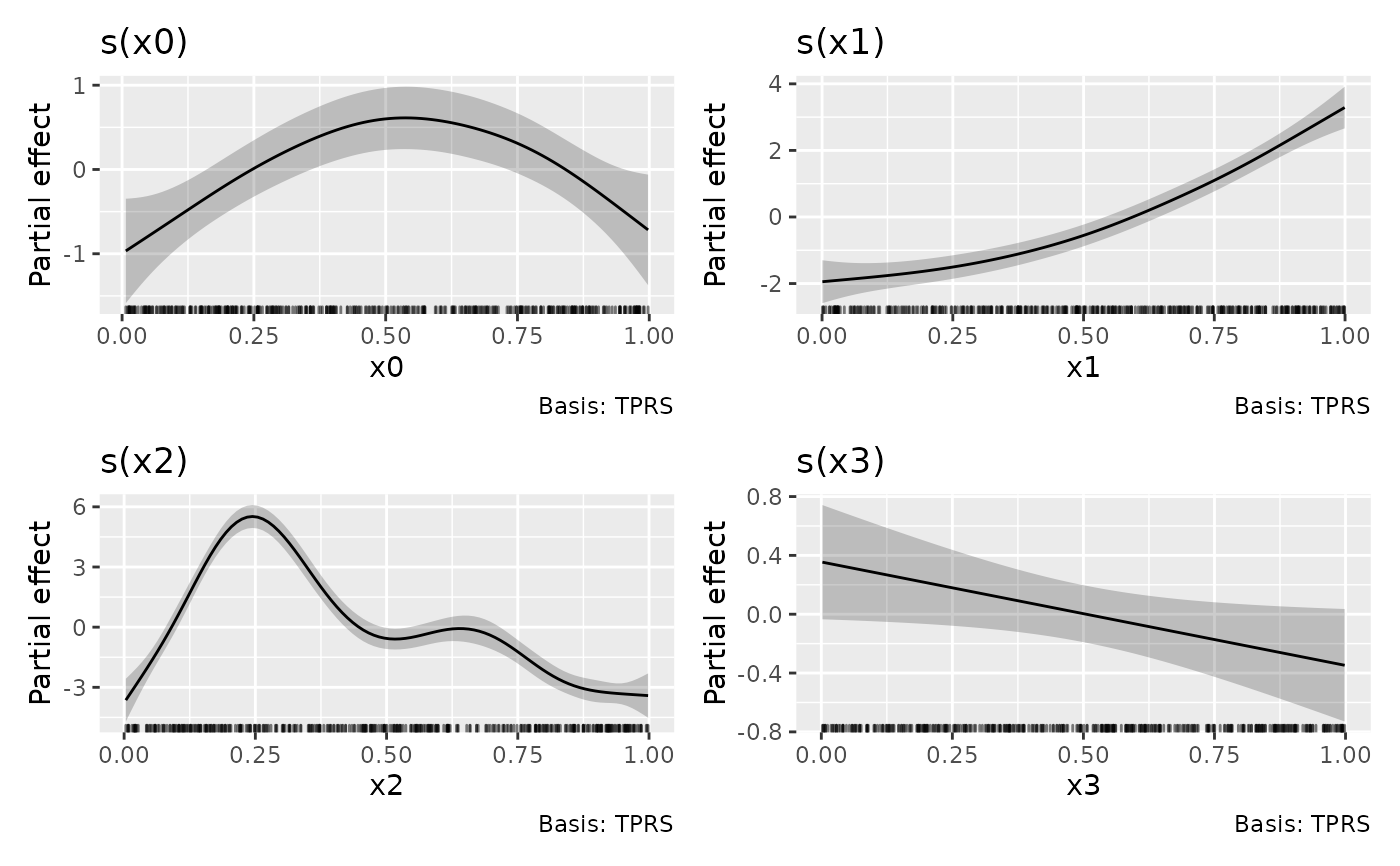 s(x0)
Partial effect
1
0
-1
0.00 0.25 0.50 0.75 1.00
x0
Basis: TPRS
s(x1)
Partial effect
4
2
0
-2
0.00 0.25 0.50 0.75 1.00
x1
Basis: TPRS
s(x2)
Partial effect
6
3
0
-3
0.00 0.25 0.50 0.75 1.00
x2
Basis: TPRS
s(x3)
Partial effect
0.8
0.4
0.0
-0.4
-0.8
0.00 0.25 0.50 0.75 1.00
x3
Basis: TPRS